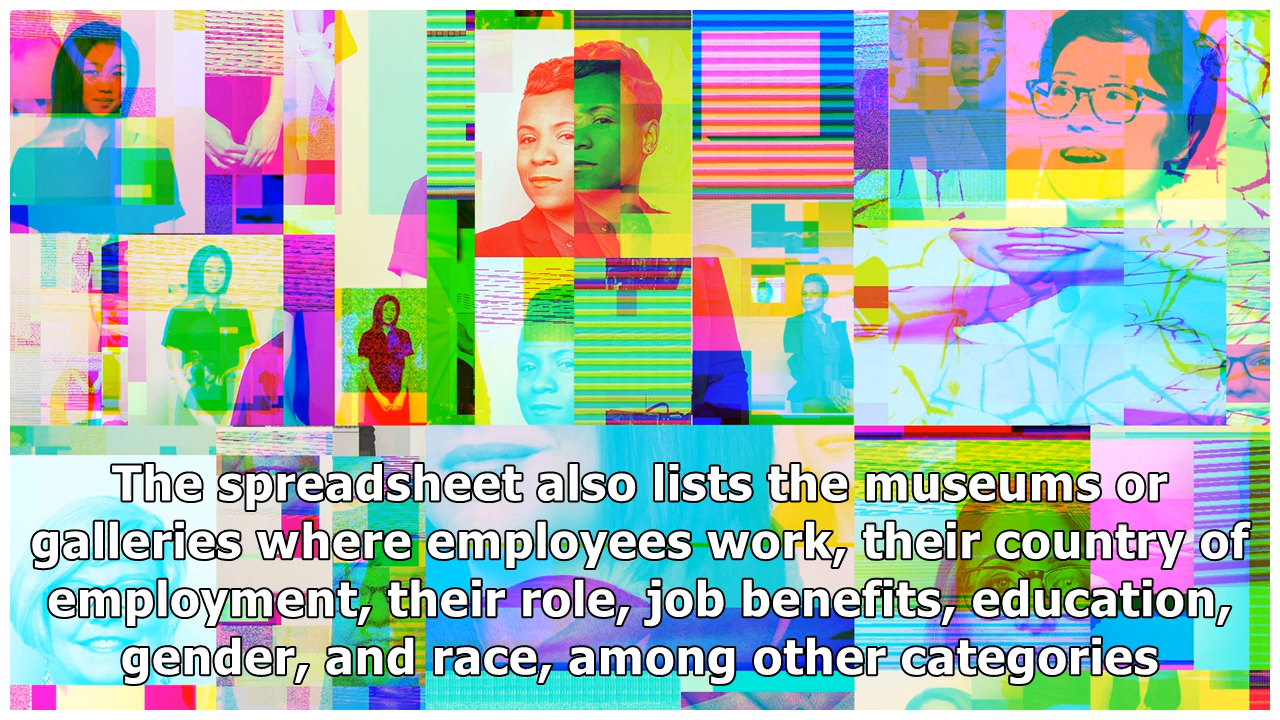 The spreadsheet also lists the museums or
galleries where employees work, their country of
employment, their role, job benefits, education,
gender, and race, among other categories